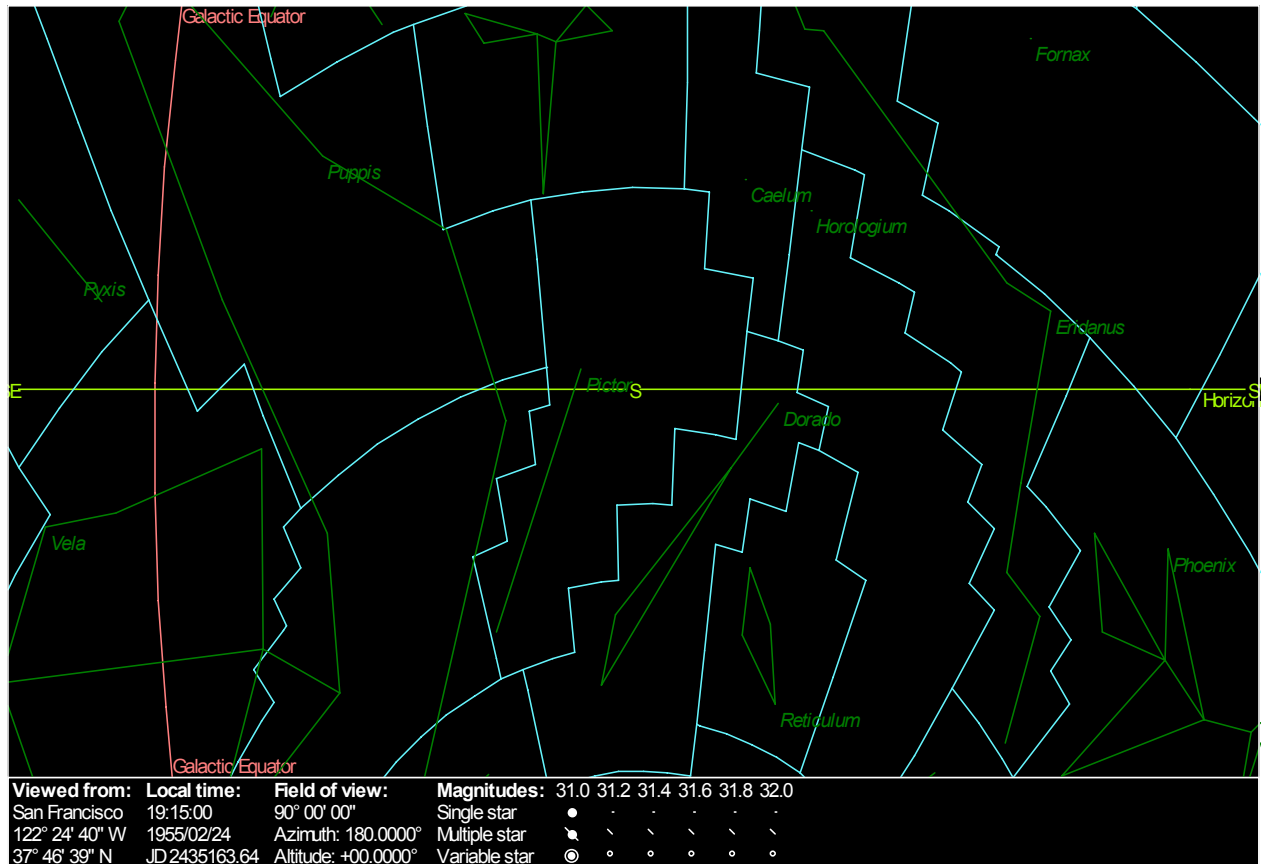 Galactic Equator
Fornax
Puppis
Caelum
Horologium
Pyxis
Eridanus
SE
Pictor
S
Horizon
Dorado
Vela
Phoenix
Reticulum
Galactic Equator
Viewed from: Local time: Field of view: Magnitudes: 31.0 31.2 31.4 31.6 31.8 32.0
San Francisco 19:15:00 90° 00' 00" Single star
122° 24' 40" W 1955/02/24 Azimuth: 180.0000° Multiple star
37° 46' 39" N JD 2435163.64 Altitude: +00.0000° Variable star